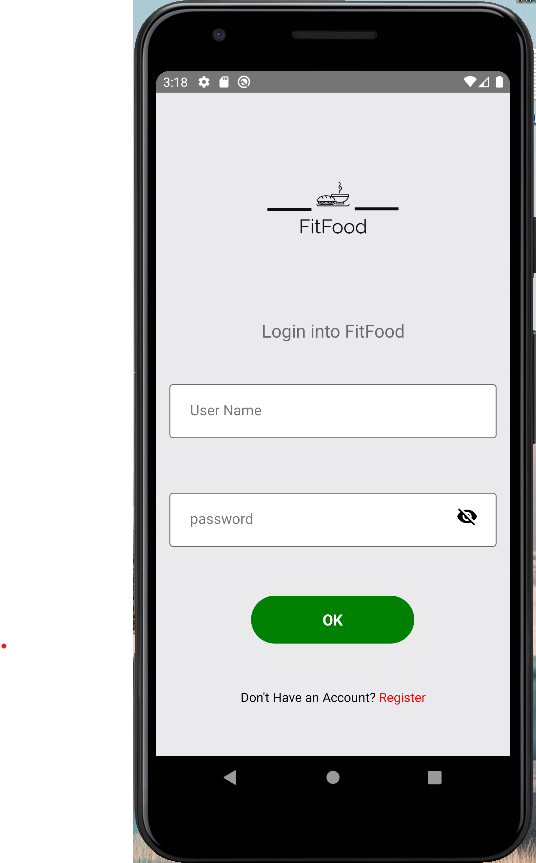 3:18
FitFood
Login into FitFood
User Name
password
OK
Don't Have an Account? Register